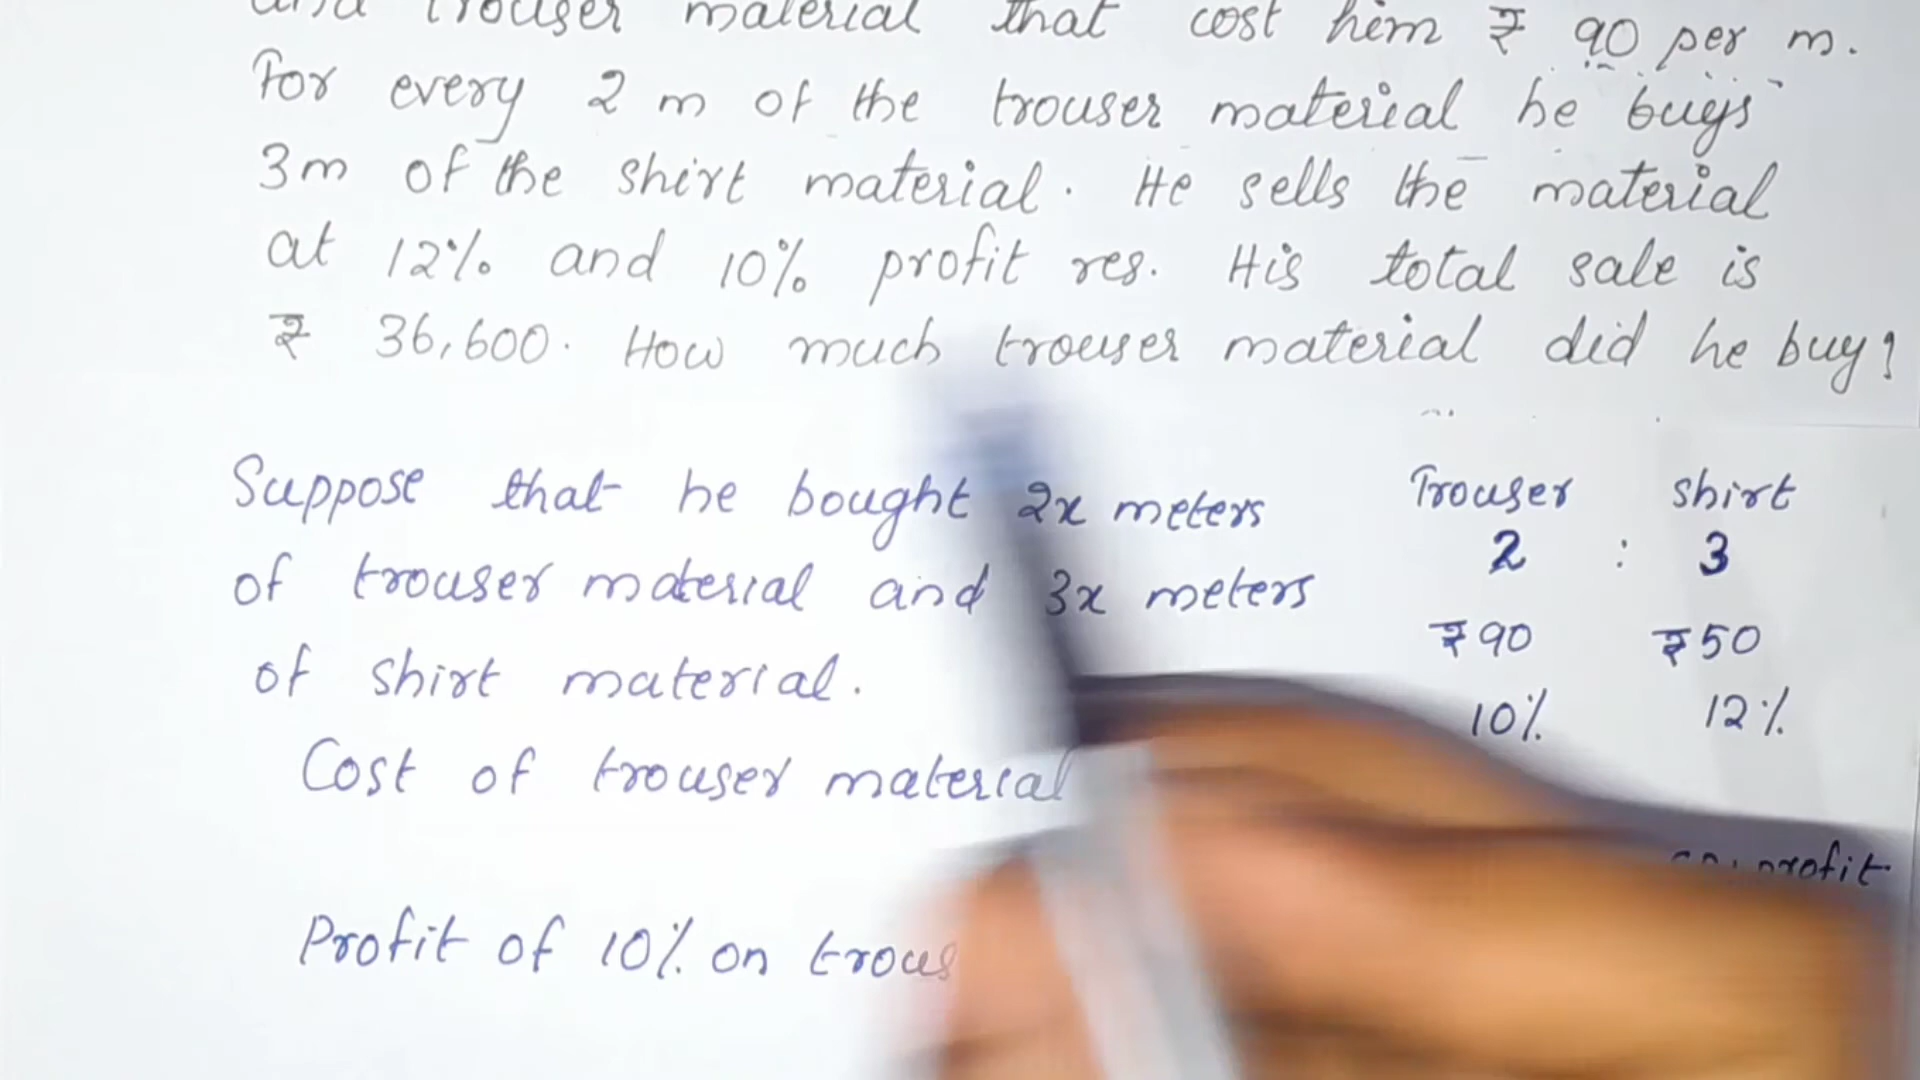 and trouser material that cost him ₹ 90 per m.
For every 2 m of the trouser material he buys
3m of the shirt material. He sells the material
at 12% and 10% profit res. His total sale is
₹ 36,600. How much trouser material did he buy?
Suppose that he bought 2x meters
of trouser material and 3x meters
of shirt material.
Cost of trouser material
Profit of 10% on trous
Trouser shirt
2 : 3
₹90 ₹50
10% 12%
profit